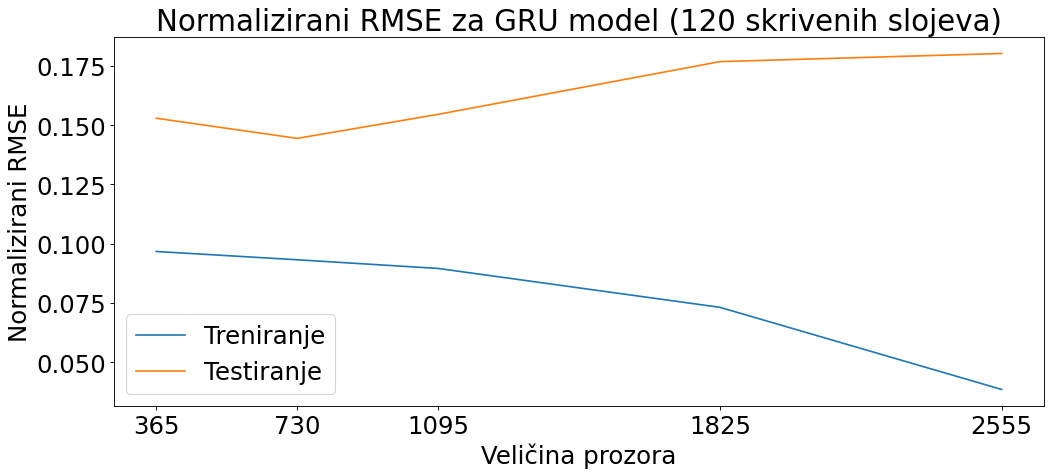 Normalizirani RMSE za GRU model (120 skrivenih slojeva)
Normalizirani RMSE
0.175
0.150
0.125
0.100
0.075
0.050
Treniranje
Testiranje
365 730 1095 1825 2555
Veličina prozora